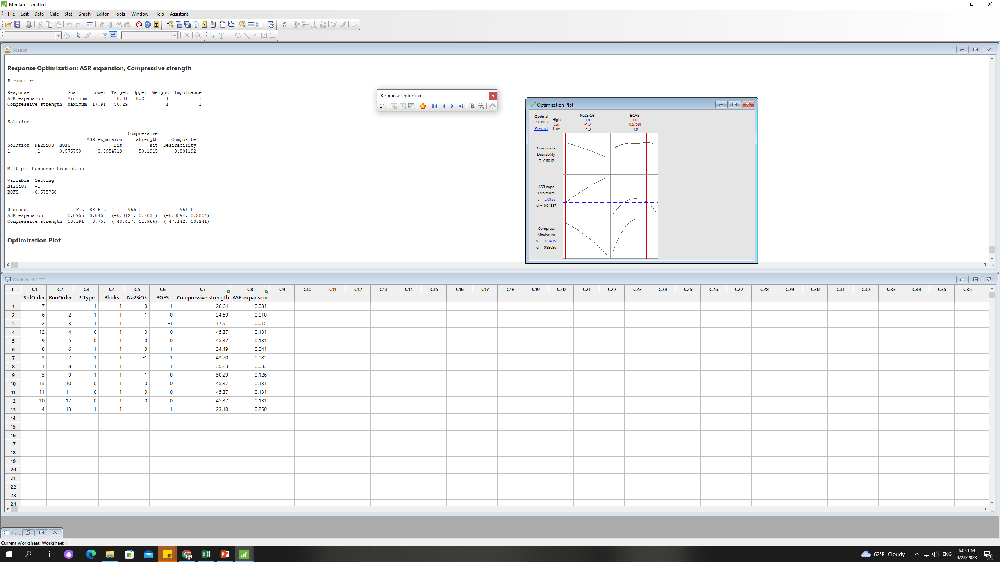 Minitab - Untitled
File Edit Data Calc Stat Graph Editor Tools Window Help Assistant
Session
Response Optimization: ASR expansion, Compressive strength
Parameters
Response Goal Lower Target Upper Weight Importance
ASR expansion Minimum 0.01 0.25 1 1
Compressive strength Maximum 17.91 50.29 1 1
Solution
Compressive
ASR expansion strength Composite
Solution Na2SiO3 BOFS Fit Fit Desirability
1 -1 0.575758 0.0954719 50.1915 0.801192
Multiple Response Prediction
Variable Setting
Na2SiO3 -1
BOFS 0.575758
Response Fit SE Fit 95% CI 95% PI
ASR expansion 0.0955 0.0455 (-0.0121, 0.2031) (-0.0894, 0.2804)
Compressive strength 50.191 0.750 ( 48.417, 51.966) ( 47.142, 53.241)
Optimization Plot
Response Optimizer
Optimization Plot
Optimal
D: 0.8012
Predict
High
Cur
Low
Na2SiO3
1.0
[-1.0]
-1.0
BOFS
1.0
[0.5758]
-1.0
Composite
Desirability
D: 0.8012
ASR expa
Minimum
y = 0.0955
d = 0.64387
Compress
Maximum
y = 50.1915
d = 0.99696
Worksheet 1 ***
C1 C2 C3 C4 C5 C6 C7 C8 C9 C10 C11 C12 C13 C14 C15 C16 C17 C18 C19 C20 C21 C22 C23 C24 C25 C26 C27 C28 C29 C30 C31 C32 C33 C34 C35 C36
StdOrder RunOrder PtType Blocks Na2SiO3 BOFS Compressive strength ASR expansion
1 7 1 -1 1 0 -1 26.64 0.031
2 6 2 -1 1 1 0 34.59 0.010
3 2 3 1 1 1 -1 17.91 0.015
4 12 4 0 1 0 0 45.37 0.131
5 9 5 0 1 0 0 45.37 0.131
6 8 6 -1 1 0 1 34.49 0.041
7 3 7 1 1 -1 1 43.70 0.085
8 1 8 1 1 -1 -1 35.23 0.033
9 5 9 -1 1 -1 0 50.29 0.126
10 13 10 0 1 0 0 45.37 0.131
11 11 11 0 1 0 0 45.37 0.131
12 10 12 0 1 0 0 45.37 0.131
13 4 13 1 1 1 1 23.10 0.250
14
15
16
17
18
19
20
21
22
23
24
Pro...
Current Worksheet: Worksheet 1
62°F Cloudy
ENG
6:04 PM
4/23/2023
1